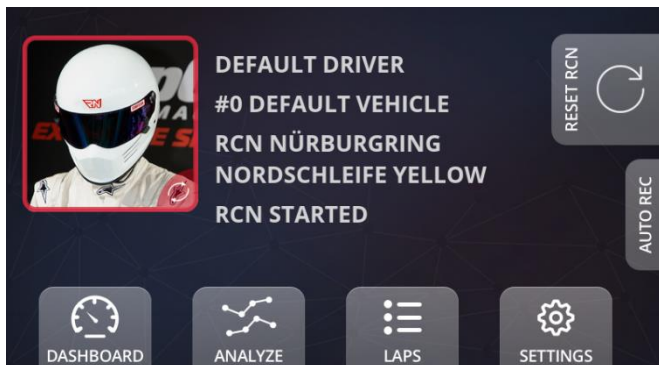 DEFAULT DRIVER
#0 DEFAULT VEHICLE
RCN NÜRBURGRING
NORDSCHLEIFE YELLOW
RCN STARTED
RESET RCN
AUTO REC
DASHBOARD
ANALYZE
LAPS
SETTINGS